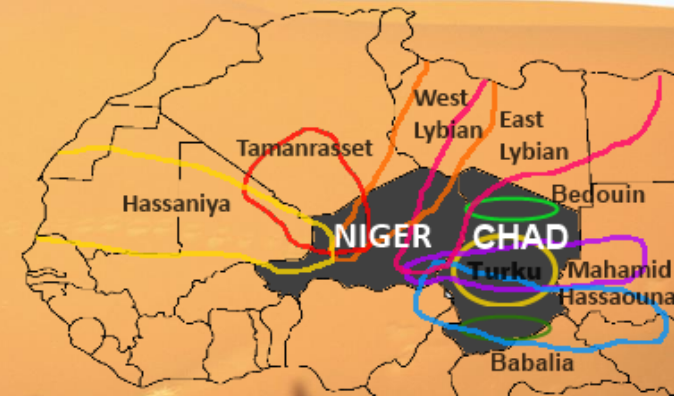 West
Lybian
East
Lybian
Tamanrasset
Hassaniya
Bedouin
NIGER
CHAD
Turku
Mahamid
Hassaouna
Babalia